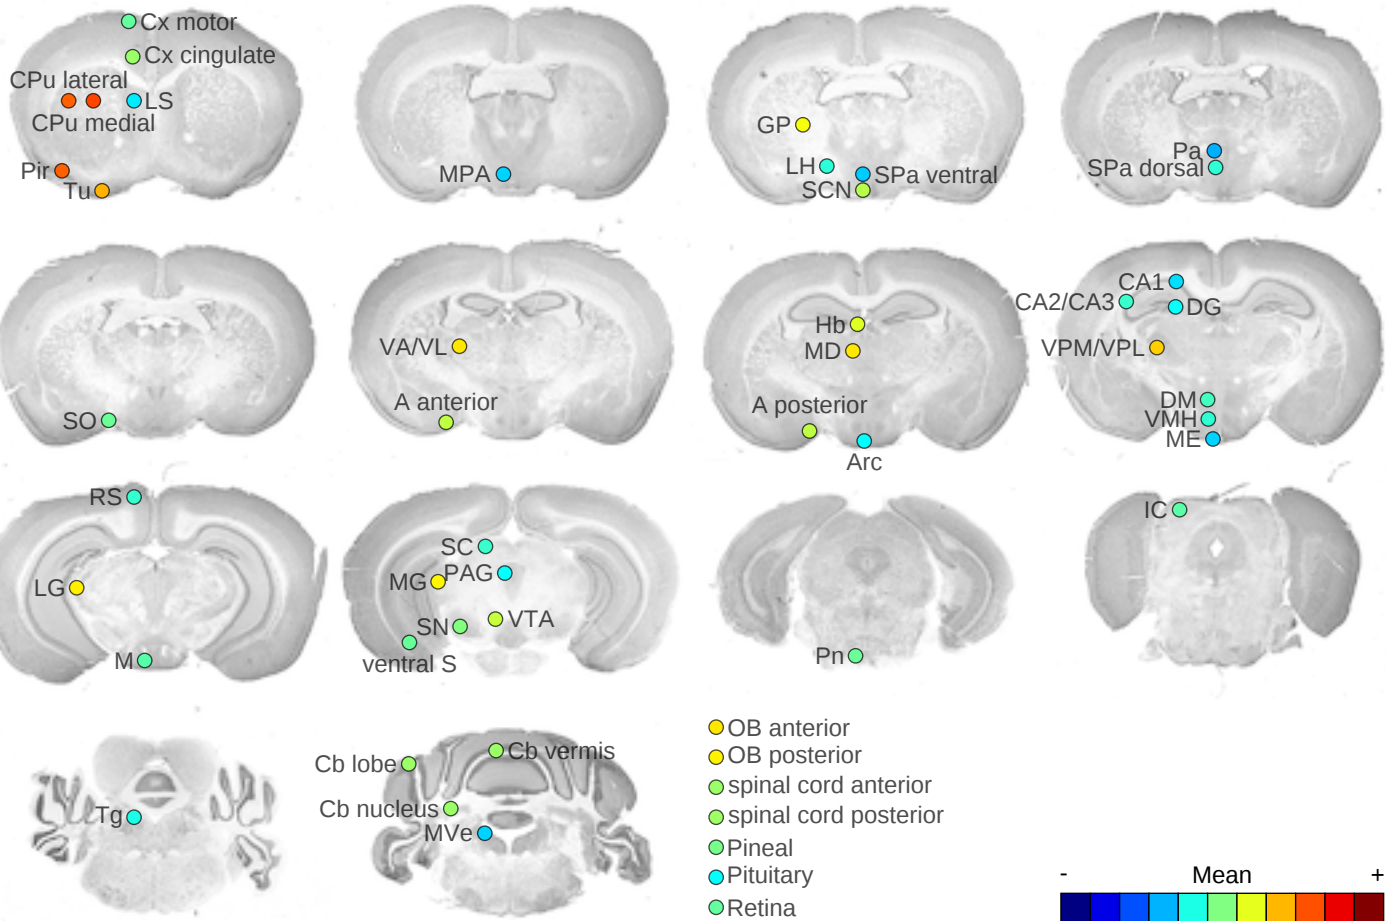 Cx motor
Cx cingulate
CPu lateral
LS
CPu medial
Pir
Tu
MPA
GP
LH
SPa ventral
SCN
Pa
SPa dorsal
SO
VA/VL
A anterior
Hb
MD
A posterior
Arc
CA1
CA2/CA3
DG
VPM/VPL
DM
VMH
ME
RS
LG
M
SC
MG
PAG
SN
VTA
ventral S
Pn
IC
Tg
Cb lobe
Cb vermis
Cb nucleus
MVe
OB anterior
OB posterior
spinal cord anterior
spinal cord posterior
Pineal
Pituitary
Retina
- Mean +